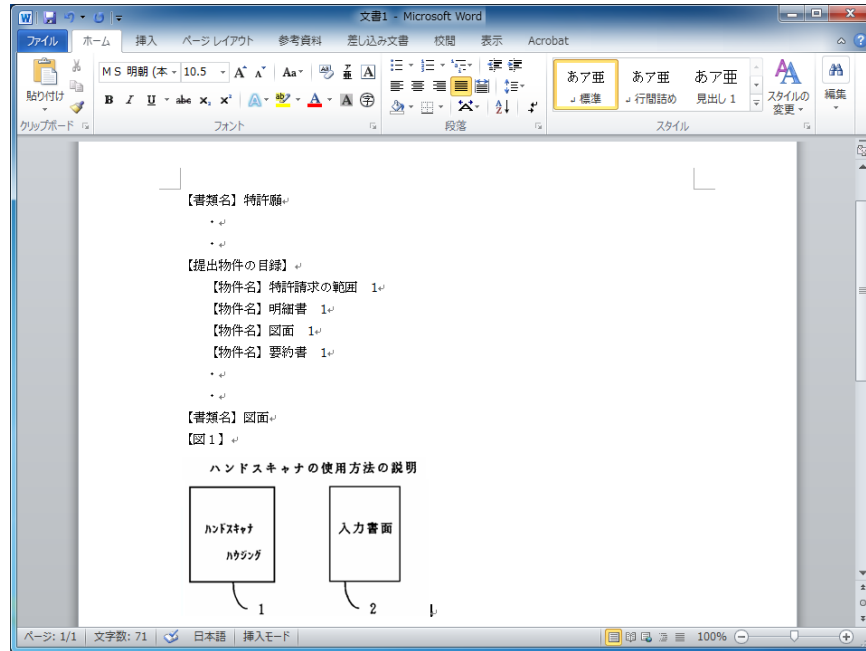 文書1 - Microsoft Word
ファイル ホーム 挿入 ページ レイアウト 参考資料 差し込み文書 校閲 表示 Acrobat
貼り付け
クリップボード
MS 明朝 (本 10.5
A A Aa ア亜 A
B I U abc x₂ x² A ab A A 字
フォント
段落
あア亜 あア亜 あア亜
標準 行間詰め 見出し 1
スタイルの
変更
スタイル
編集
【書類名】特許願
・
・
【提出物件の目録】
【物件名】特許請求の範囲 1
【物件名】明細書 1
【物件名】図面 1
【物件名】要約書 1
・
・
【書類名】図面
【図1】
ハンドスキャナの使用方法の説明
ハンドスキャナ
ハウジング
入力書面
1 2
ページ: 1/1 文字数: 71 日本語 挿入モード 100%